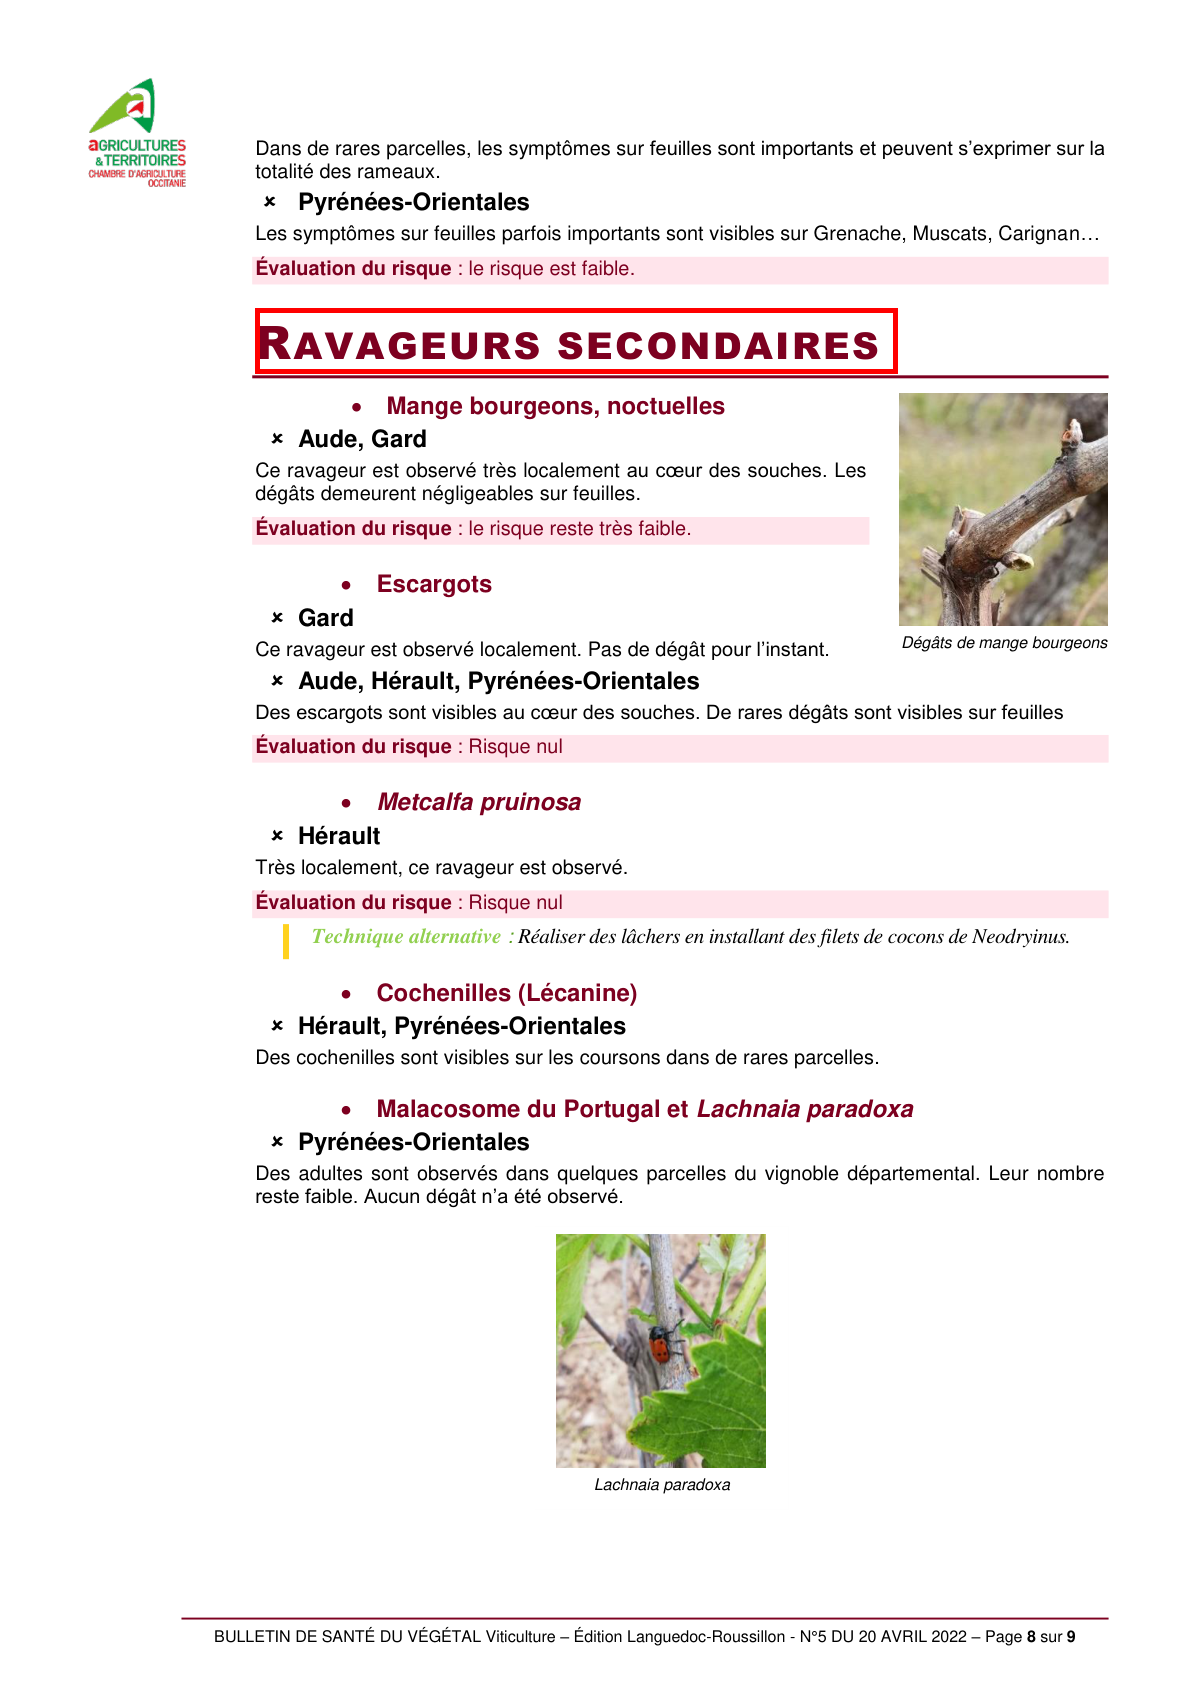 aGRICULTURES
& TERRITOIRES
CHAMBRE D'AGRICULTURE
OCCITANIE
Dans de rares parcelles, les symptômes sur feuilles sont importants et peuvent s'exprimer sur la
totalité des rameaux.
× Pyrénées-Orientales
Les symptômes sur feuilles parfois importants sont visibles sur Grenache, Muscats, Carignan…
Évaluation du risque : le risque est faible.
RAVAGEURS SECONDAIRES
• Mange bourgeons, noctuelles
× Aude, Gard
Ce ravageur est observé très localement au cœur des souches. Les
dégâts demeurent négligeables sur feuilles.
Évaluation du risque : le risque reste très faible.
• Escargots
× Gard
Ce ravageur est observé localement. Pas de dégât pour l'instant.
Dégâts de mange bourgeons
× Aude, Hérault, Pyrénées-Orientales
Des escargots sont visibles au cœur des souches. De rares dégâts sont visibles sur feuilles
Évaluation du risque : Risque nul
• Metcalfa pruinosa
× Hérault
Très localement, ce ravageur est observé.
Évaluation du risque : Risque nul
Technique alternative : Réaliser des lâchers en installant des filets de cocons de Neodryinus.
• Cochenilles (Lécanine)
× Hérault, Pyrénées-Orientales
Des cochenilles sont visibles sur les coursons dans de rares parcelles.
• Malacosome du Portugal et Lachnaia paradoxa
× Pyrénées-Orientales
Des adultes sont observés dans quelques parcelles du vignoble départemental. Leur nombre
reste faible. Aucun dégât n'a été observé.
Lachnaia paradoxa
BULLETIN DE SANTÉ DU VÉGÉTAL Viticulture – Édition Languedoc-Roussillon - N°5 DU 20 AVRIL 2022 – Page 8 sur 9